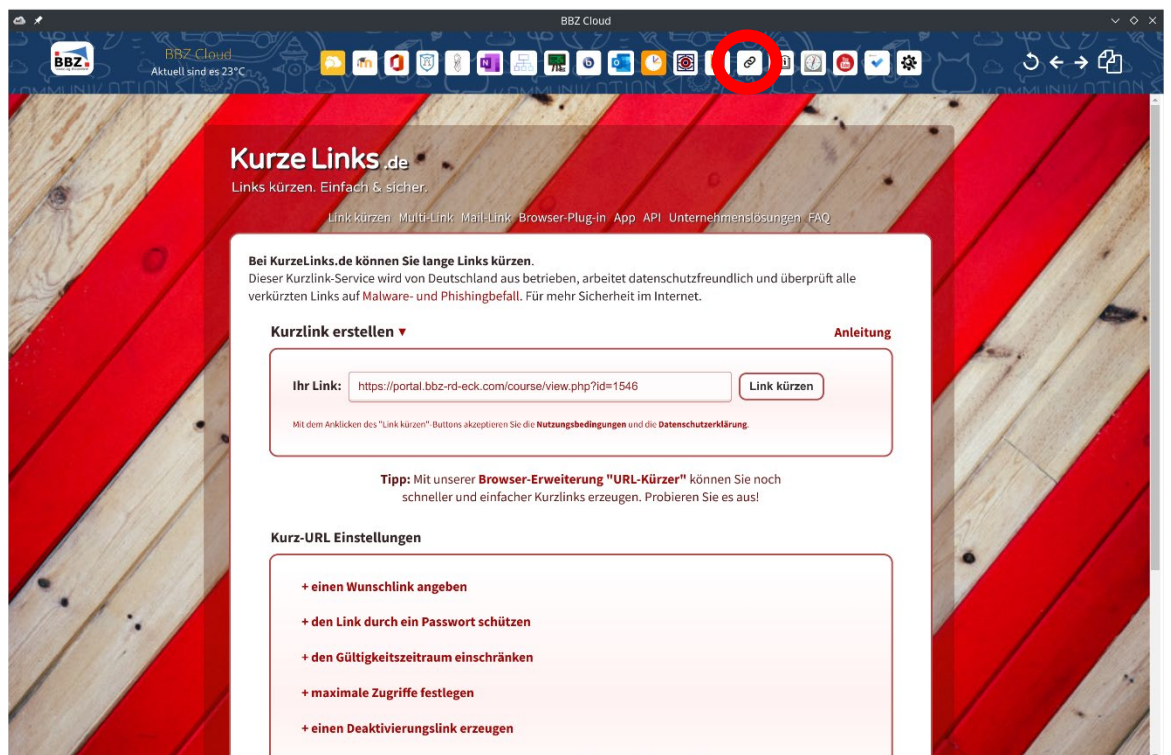 BBZ Cloud
BBZ
BBZ Cloud
Aktuell sind es 23°C
Kurze Links.de
Links kürzen. Einfach & sicher.
Link kürzen Multi-Link Mail-Link Browser-Plug-in App API Unternehmenslösungen FAQ
Bei KurzeLinks.de können Sie lange Links kürzen.
Dieser Kurzlink-Service wird von Deutschland aus betrieben, arbeitet datenschutzfreundlich und überprüft alle
verkürzten Links auf Malware- und Phishingbefall. Für mehr Sicherheit im Internet.
Kurzlink erstellen ▾ Anleitung
Ihr Link: https://portal.bbz-rd-eck.com/course/view.php?id=1546 Link kürzen
Mit dem Anklicken des "Link kürzen"-Buttons akzeptieren Sie die Nutzungsbedingungen und die Datenschutzerklärung.
Tipp: Mit unserer Browser-Erweiterung "URL-Kürzer" können Sie noch
schneller und einfacher Kurzlinks erzeugen. Probieren Sie es aus!
Kurz-URL Einstellungen
+ einen Wunschlink angeben
+ den Link durch ein Passwort schützen
+ den Gültigkeitszeitraum einschränken
+ maximale Zugriffe festlegen
+ einen Deaktivierungslink erzeugen